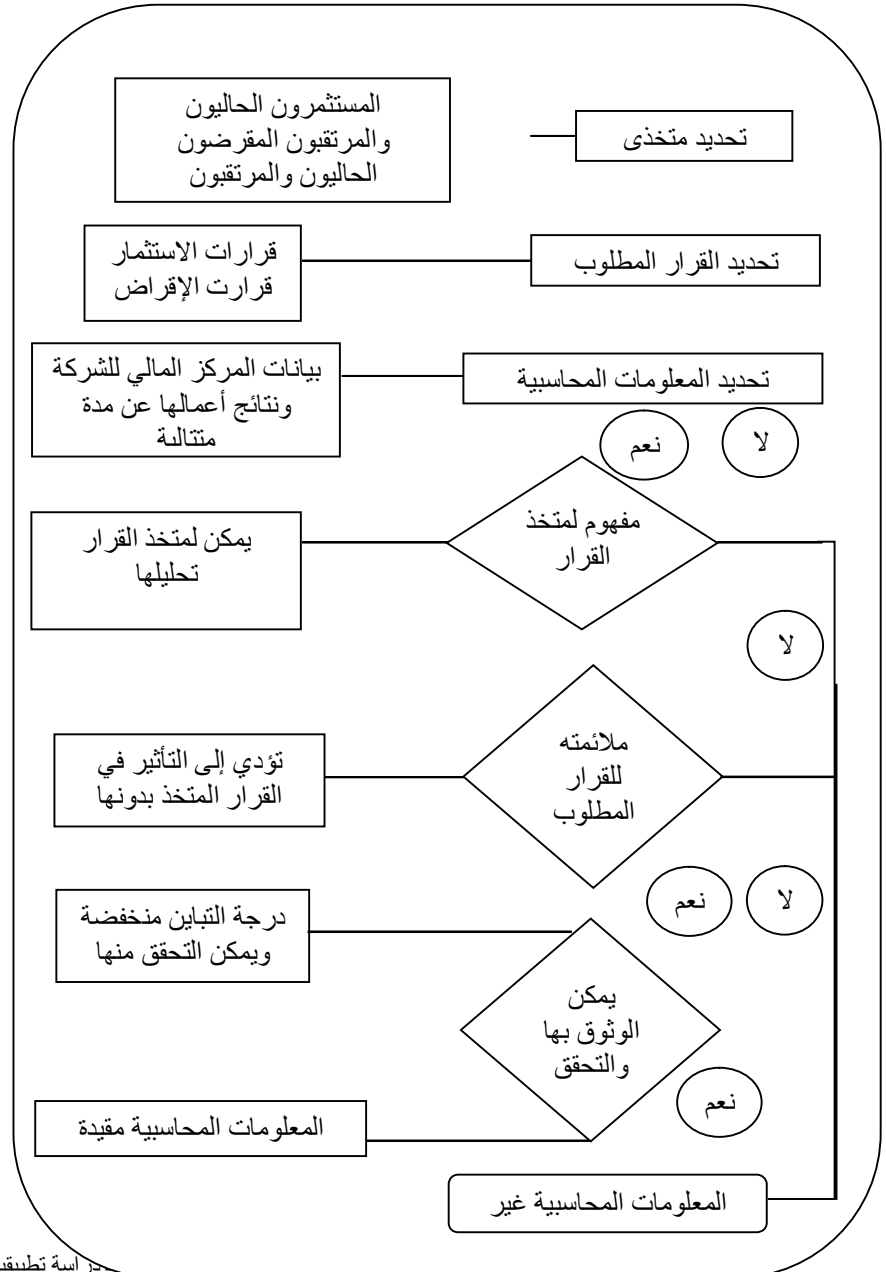 تحديد متخذى
المستثمرون الحاليون
والمرتقبون المقرضون
الحاليون والمرتقبون
تحديد القرار المطلوب
قرارات الاستثمار
قرارت الإقراض
تحديد المعلومات المحاسبية
بيانات المركز المالي للشركة
ونتائج أعمالها عن مدة
متتالية
لا
نعم
مفهوم لمتخذ
القرار
يمكن لمتخذ القرار
تحليلها
لا
ملائمته
للقرار
المطلوب
تؤدي إلى التأثير في
القرار المتخذ بدونها
لا
نعم
درجة التباين منخفضة
ويمكن التحقق منها
يمكن
الوثوق بها
والتحقق
نعم
المعلومات المحاسبية مقيدة
المعلومات المحاسبية غير